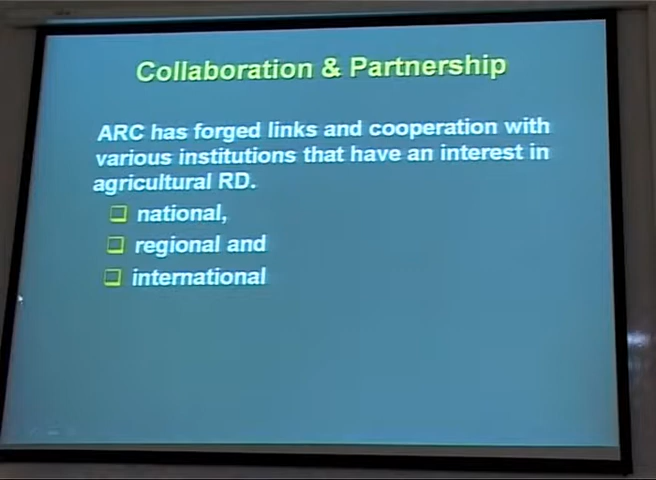 Collaboration & Partnership
ARC has forged links and cooperation with
various institutions that have an interest in
agricultural RD.
national,
regional and
international